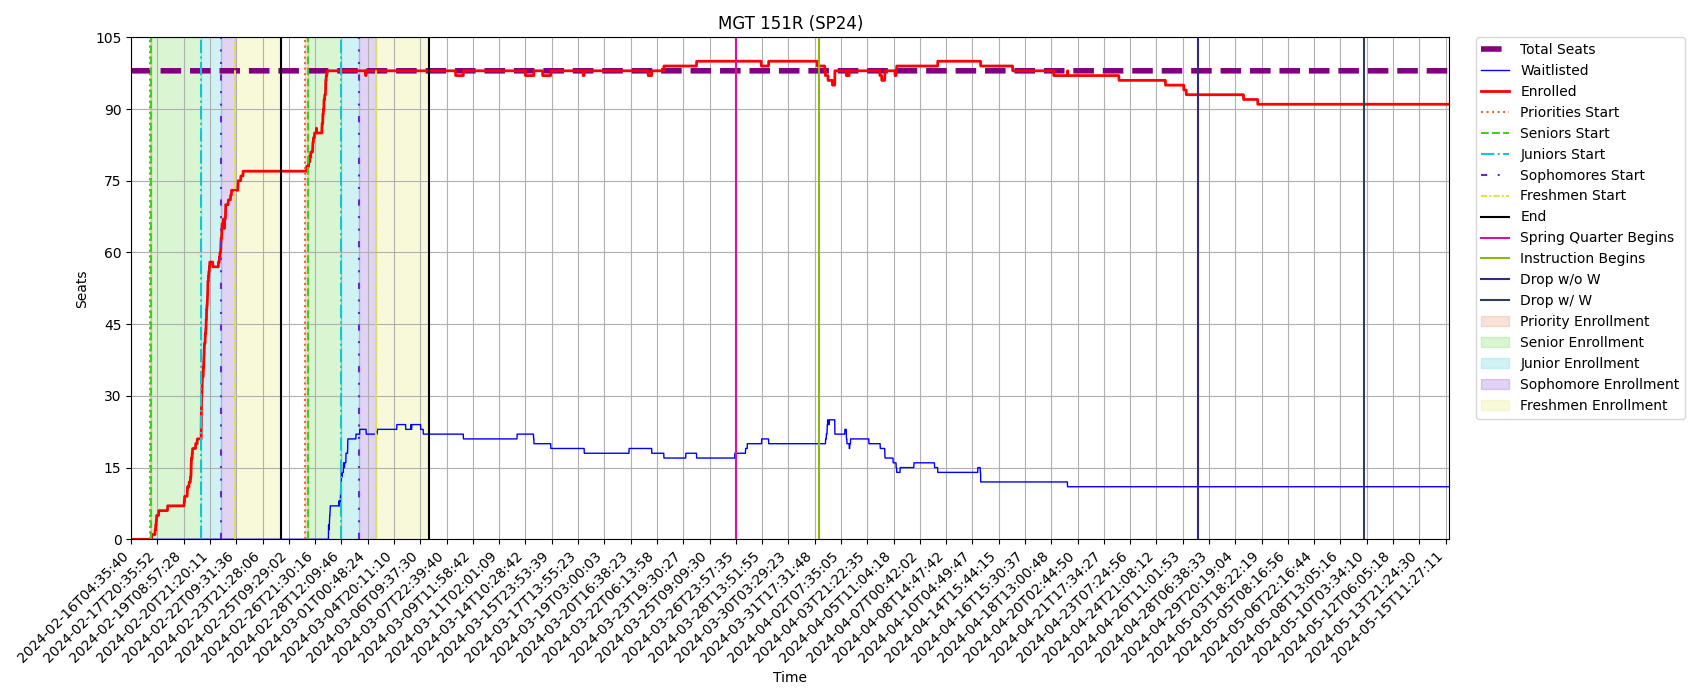 MGT 151R (SP24)
105
90
75
60
45
30
15
0
Seats
2024-02-16T04:35:40
2024-02-17T20:35:52
2024-02-19T08:57:28
2024-02-20T21:20:11
2024-02-22T09:31:36
2024-02-23T21:28:06
2024-02-25T09:29:02
2024-02-26T21:30:16
2024-02-28T12:09:46
2024-03-01T00:48:24
2024-03-04T20:11:10
2024-03-06T09:37:30
2024-03-07T22:39:40
2024-03-09T11:58:42
2024-03-11T02:01:09
2024-03-14T10:28:42
2024-03-15T23:53:39
2024-03-17T13:55:23
2024-03-19T03:00:03
2024-03-20T16:38:23
2024-03-22T06:13:58
2024-03-23T19:30:27
2024-03-25T09:09:30
2024-03-26T23:57:35
2024-03-28T13:51:55
2024-03-30T03:29:23
2024-03-31T17:31:48
2024-04-02T07:35:05
2024-04-03T21:22:35
2024-04-05T11:04:18
2024-04-07T00:42:02
2024-04-08T14:47:42
2024-04-10T04:49:47
2024-04-14T15:44:15
2024-04-16T15:30:37
2024-04-18T13:00:48
2024-04-20T02:44:50
2024-04-21T17:34:27
2024-04-23T07:24:56
2024-04-24T21:08:12
2024-04-26T11:01:53
2024-04-28T06:38:33
2024-04-29T20:19:04
2024-05-03T18:22:19
2024-05-05T08:16:56
2024-05-06T22:16:44
2024-05-08T13:05:16
2024-05-10T03:34:10
2024-05-12T06:05:18
2024-05-13T21:24:30
2024-05-15T11:27:11
Time
Total Seats
Waitlisted
Enrolled
Priorities Start
Seniors Start
Juniors Start
Sophomores Start
Freshmen Start
End
Spring Quarter Begins
Instruction Begins
Drop w/o W
Drop w/ W
Priority Enrollment
Senior Enrollment
Junior Enrollment
Sophomore Enrollment
Freshmen Enrollment